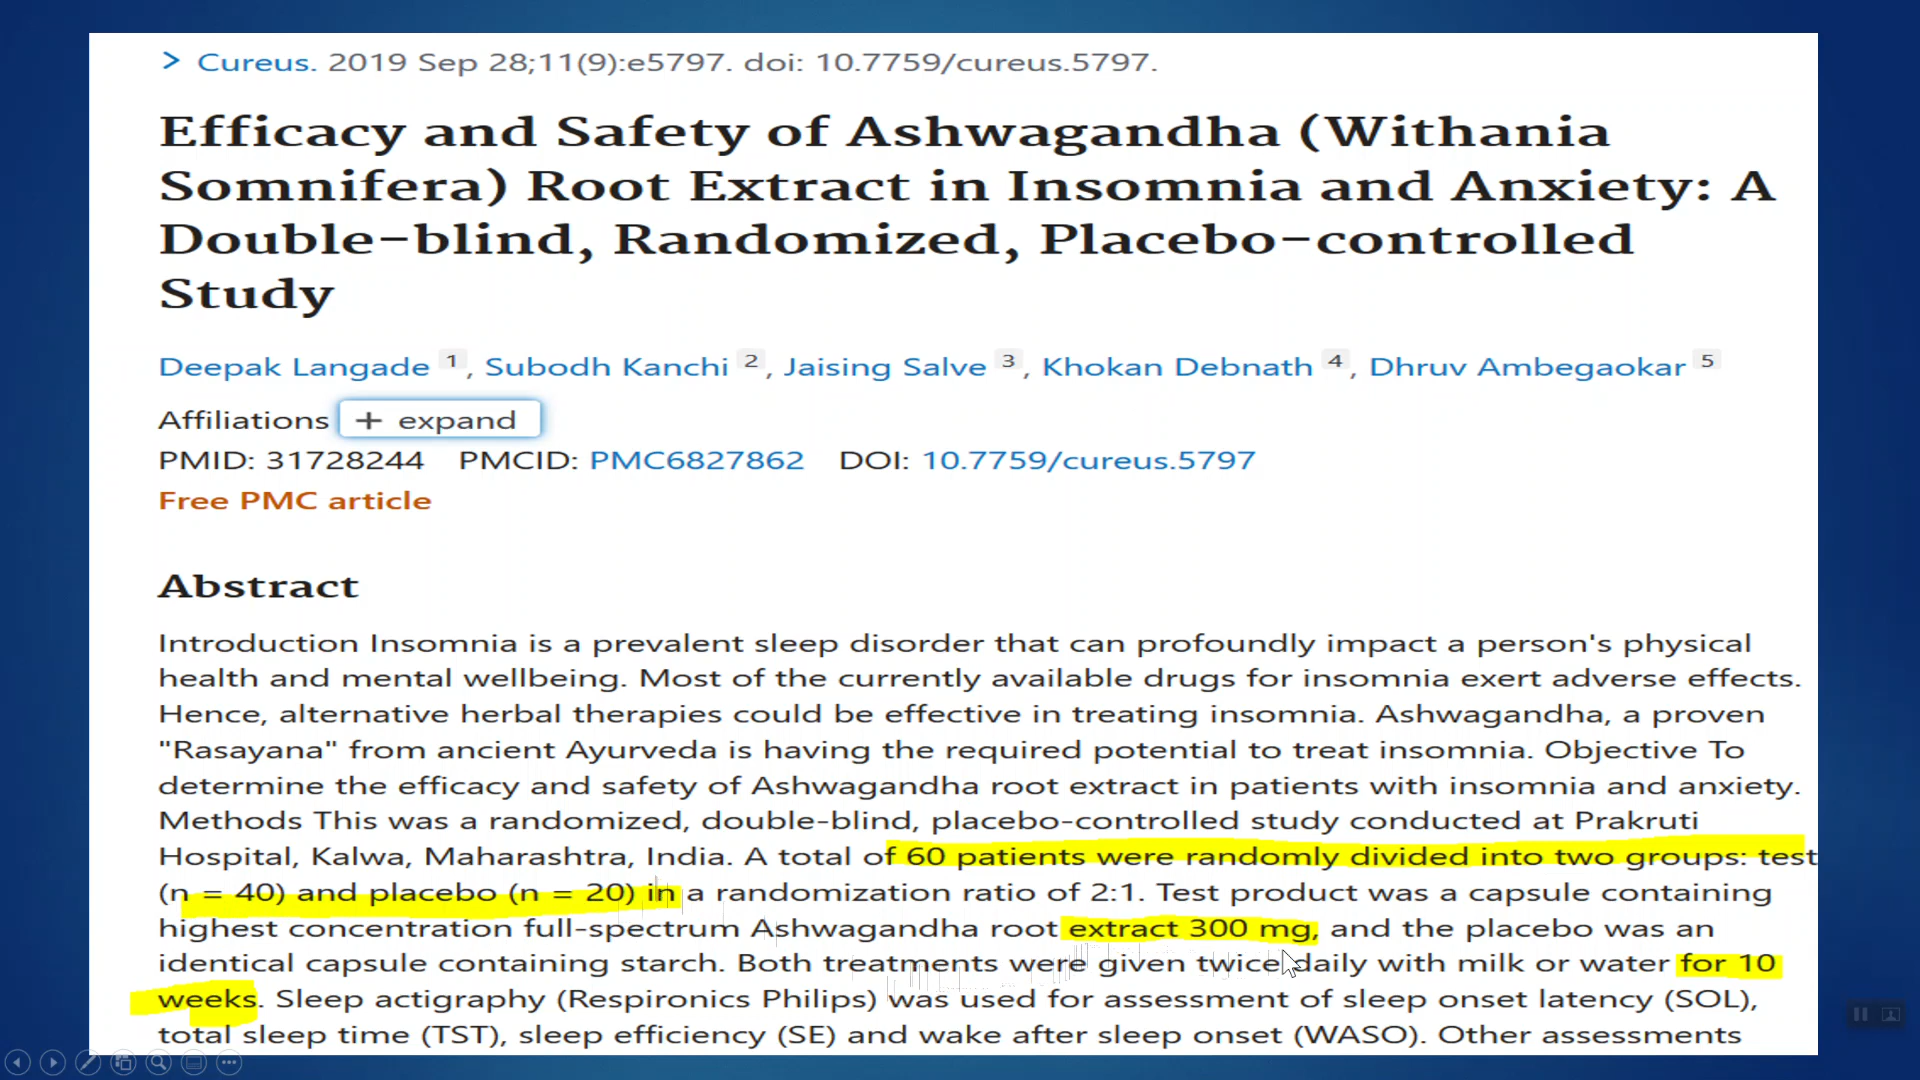 > Cureus. 2019 Sep 28;11(9):e5797. doi: 10.7759/cureus.5797.
Efficacy and Safety of Ashwagandha (Withania
Somnifera) Root Extract in Insomnia and Anxiety: A
Double-blind, Randomized, Placebo-controlled
Study
Deepak Langade 1, Subodh Kanchi 2, Jaising Salve 3, Khokan Debnath 4, Dhruv Ambegaokar 5
Affiliations + expand
PMID: 31728244 PMCID: PMC6827862 DOI: 10.7759/cureus.5797
Free PMC article
Abstract
Introduction Insomnia is a prevalent sleep disorder that can profoundly impact a person's physical
health and mental wellbeing. Most of the currently available drugs for insomnia exert adverse effects.
Hence, alternative herbal therapies could be effective in treating insomnia. Ashwagandha, a proven
"Rasayana" from ancient Ayurveda is having the required potential to treat insomnia. Objective To
determine the efficacy and safety of Ashwagandha root extract in patients with insomnia and anxiety.
Methods This was a randomized, double-blind, placebo-controlled study conducted at Prakruti
Hospital, Kalwa, Maharashtra, India. A total of 60 patients were randomly divided into two groups: test
(n = 40) and placebo (n = 20) in a randomization ratio of 2:1. Test product was a capsule containing
highest concentration full-spectrum Ashwagandha root extract 300 mg, and the placebo was an
identical capsule containing starch. Both treatments were given twice daily with milk or water for 10
weeks. Sleep actigraphy (Respironics Philips) was used for assessment of sleep onset latency (SOL),
total sleep time (TST), sleep efficiency (SE) and wake after sleep onset (WASO). Other assessments